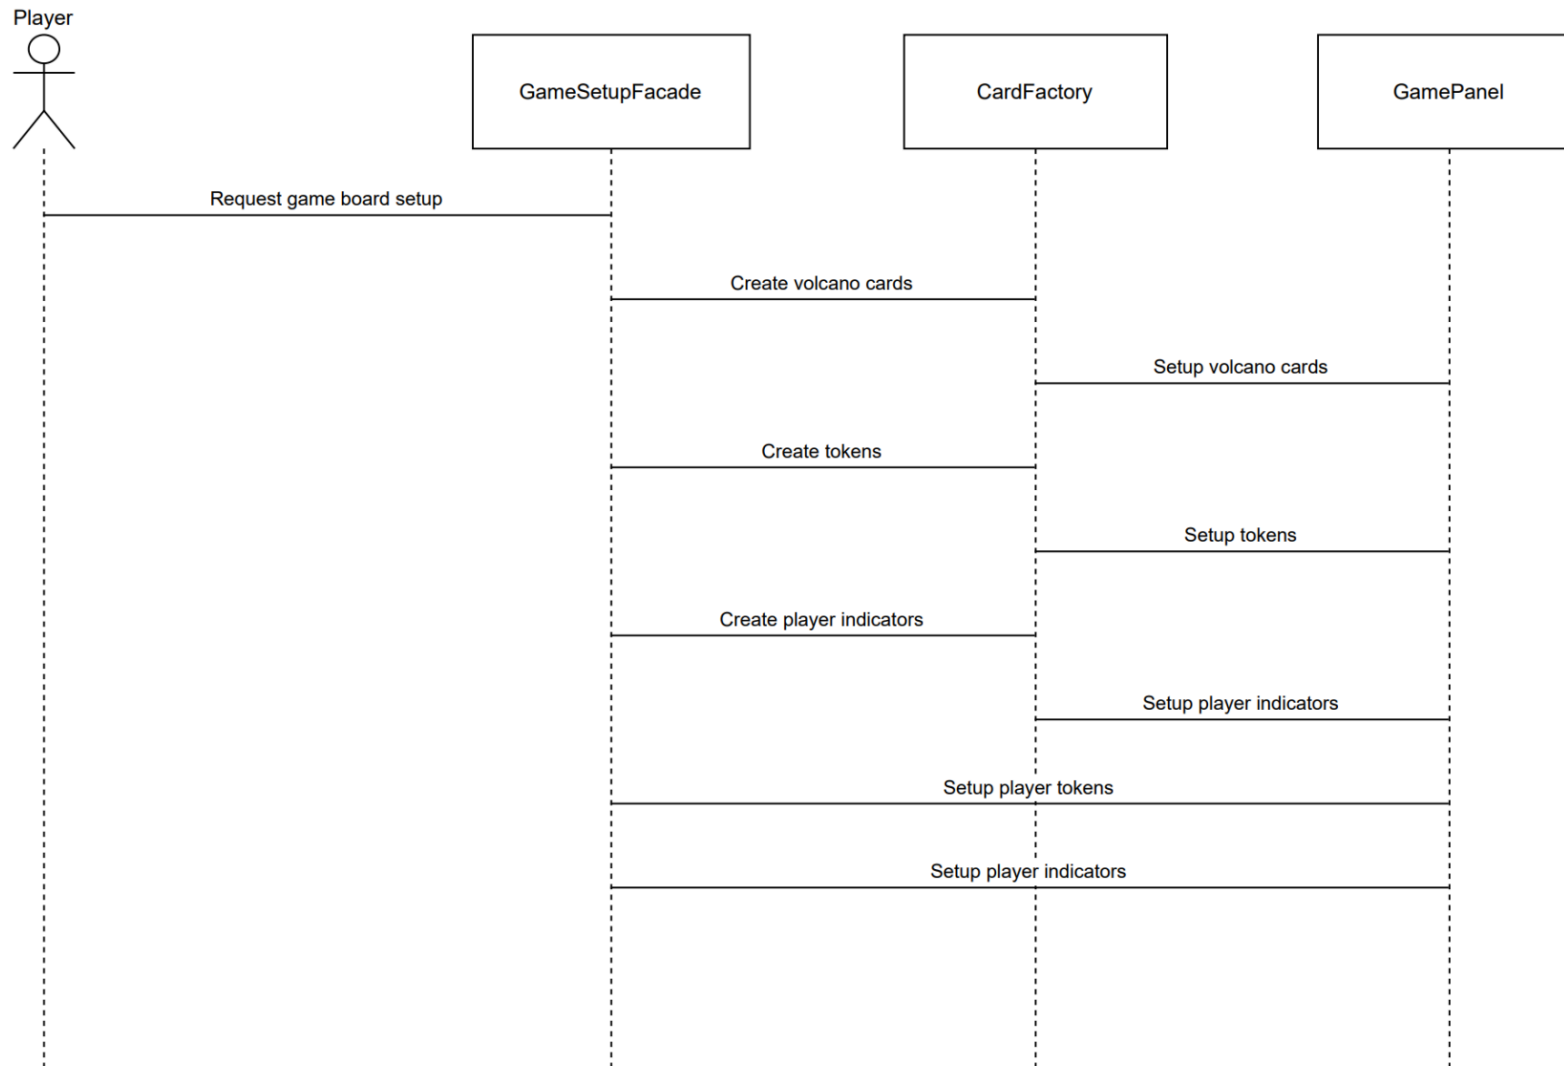 Player
GameSetupFacade
CardFactory
GamePanel
Request game board setup
Create volcano cards
Setup volcano cards
Create tokens
Setup tokens
Create player indicators
Setup player indicators
Setup player tokens
Setup player indicators